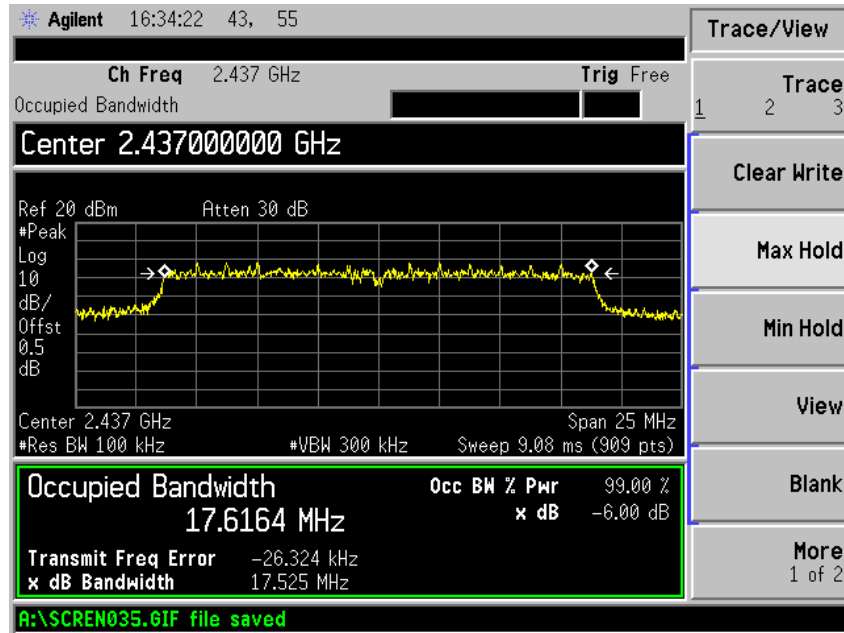 Agilent 16:34:22 43, 55
Ch Freq 2.437 GHz Trig Free
Occupied Bandwidth
Center 2.437000000 GHz
Ref 20 dBm Atten 30 dB
#Peak
Log
10
dB/
Offst
0.5
dB
Center 2.437 GHz Span 25 MHz
#Res BW 100 kHz #VBW 300 kHz Sweep 9.08 ms (909 pts)
Occupied Bandwidth Occ BW % Pwr 99.00 %
17.6164 MHz x dB -6.00 dB
Transmit Freq Error -26.324 kHz
x dB Bandwidth 17.525 MHz
A:\SCREN035.GIF file saved
Trace/View
Trace
1 2 3
Clear Write
Max Hold
Min Hold
View
Blank
More
1 of 2